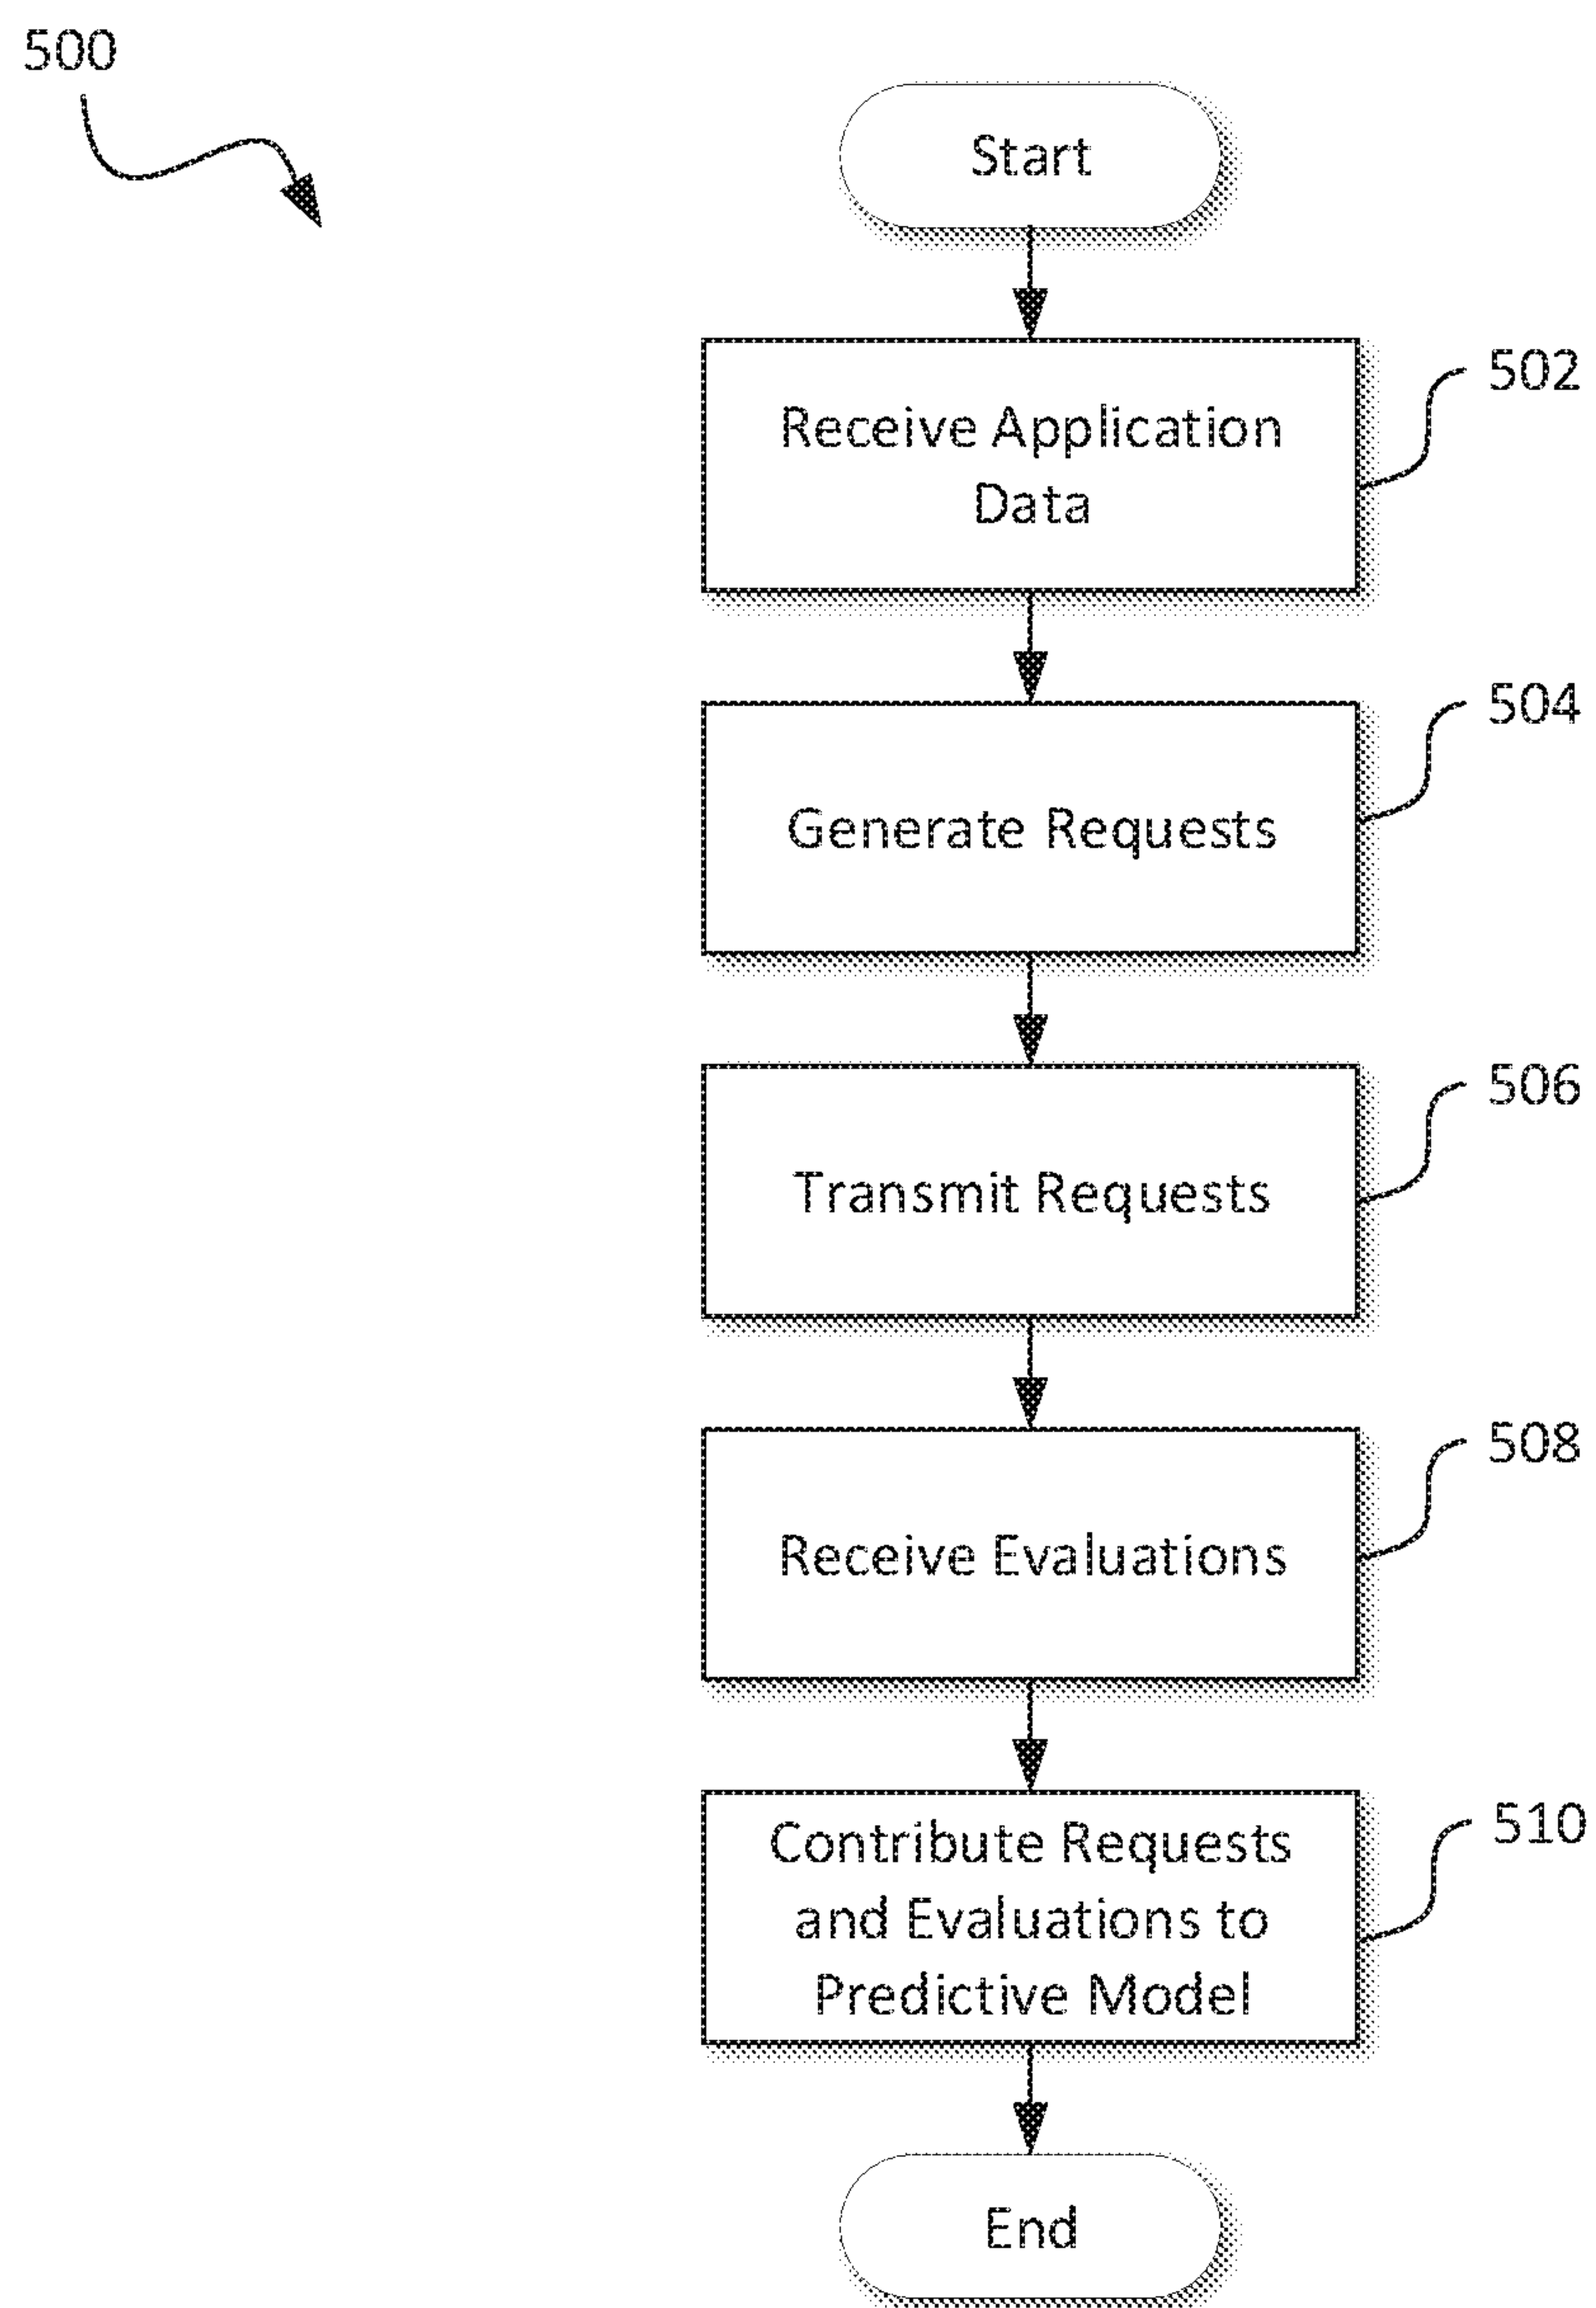 500
Start
Receive Application
Data
502
Generate Requests
504
Transmit Requests
506
Receive Evaluations
508
Contribute Requests
and Evaluations to
Predictive Model
510
End